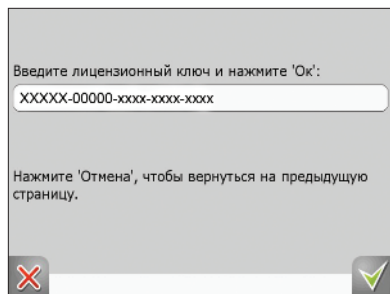 Введите лицензионный ключ и нажмите 'Ок':
XXXXX-00000-xxxx-xxxx-xxxx
Нажмите 'Отмена', чтобы вернуться на предыдущую
страницу.